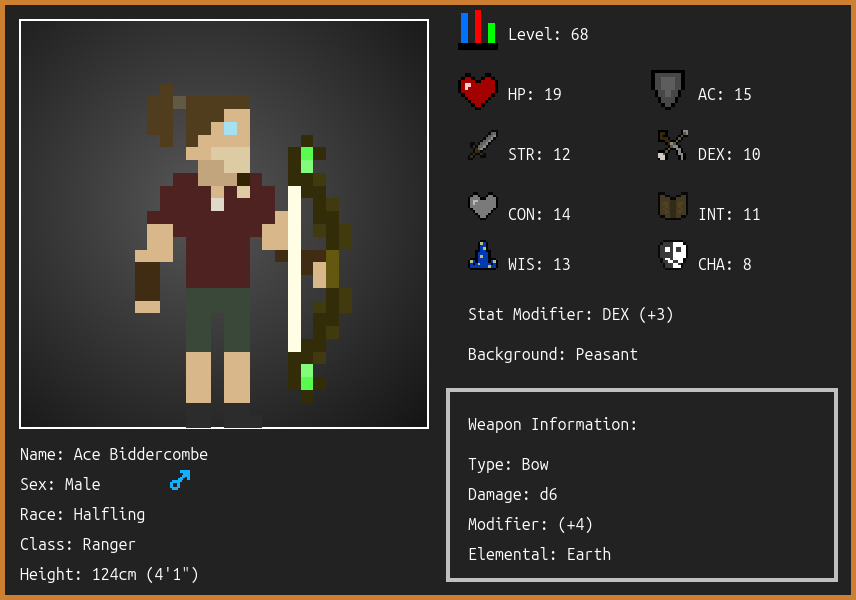 Level: 68
HP: 19
AC: 15
STR: 12
DEX: 10
CON: 14
INT: 11
WIS: 13
CHA: 8
Stat Modifier: DEX (+3)
Background: Peasant
Weapon Information:
Type: Bow
Damage: d6
Modifier: (+4)
Elemental: Earth
Name: Ace Biddercombe
Sex: Male
Race: Halfling
Class: Ranger
Height: 124cm (4'1")